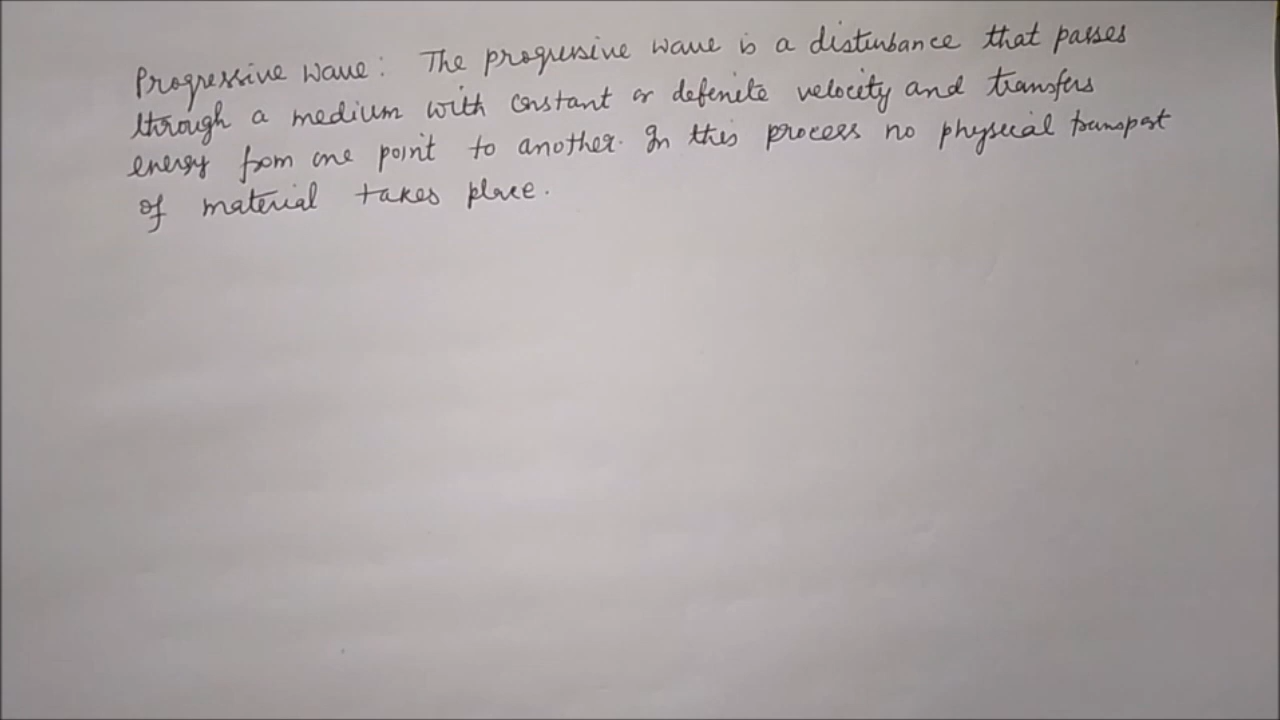 Progressive wave: The progressive wave is a disturbance that passes
through a medium with constant or definite velocity and transfers
energy from one point to another. In this process no physical transport
of material takes place.